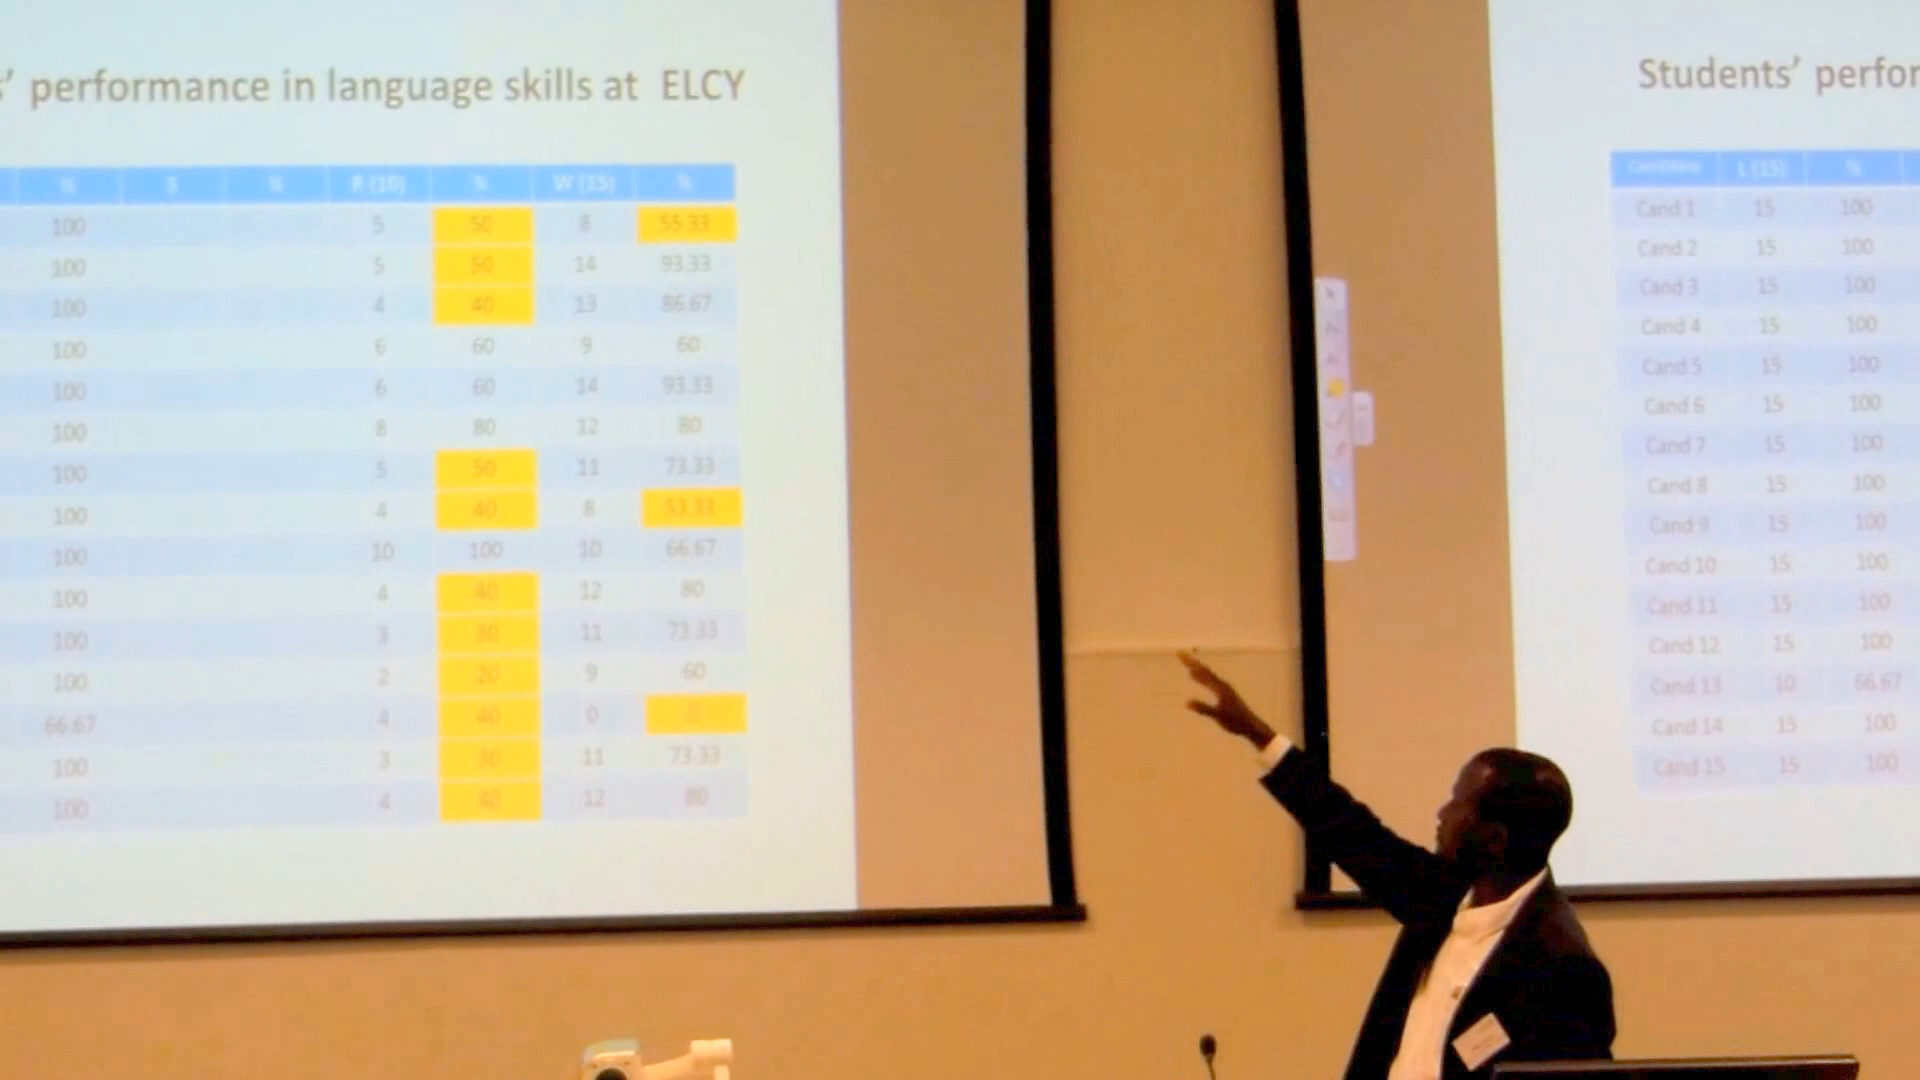 s' performance in language skills at ELCY
% S % R (10) % W (15) %
100 5 50 8 55.33
100 5 50 14 93.33
100 4 40 13 86.67
100 6 60 9 60
100 6 60 14 93.33
100 8 80 12 80
100 5 50 11 73.33
100 4 40 8 53.33
100 10 100 10 66.67
100 4 40 12 80
100 3 30 11 73.33
100 2 20 9 60
66.67 4 40 0
100 3 30 11 73.33
100 4 40 12 80
Students' perfor
Candidate L (15) %
Cand 1 15 100
Cand 2 15 100
Cand 3 15 100
Cand 4 15 100
Cand 5 15 100
Cand 6 15 100
Cand 7 15 100
Cand 8 15 100
Cand 9 15 100
Cand 10 15 100
Cand 11 15 100
Cand 12 15 100
Cand 13 10 66.67
Cand 14 15 100
Cand 15 15 100